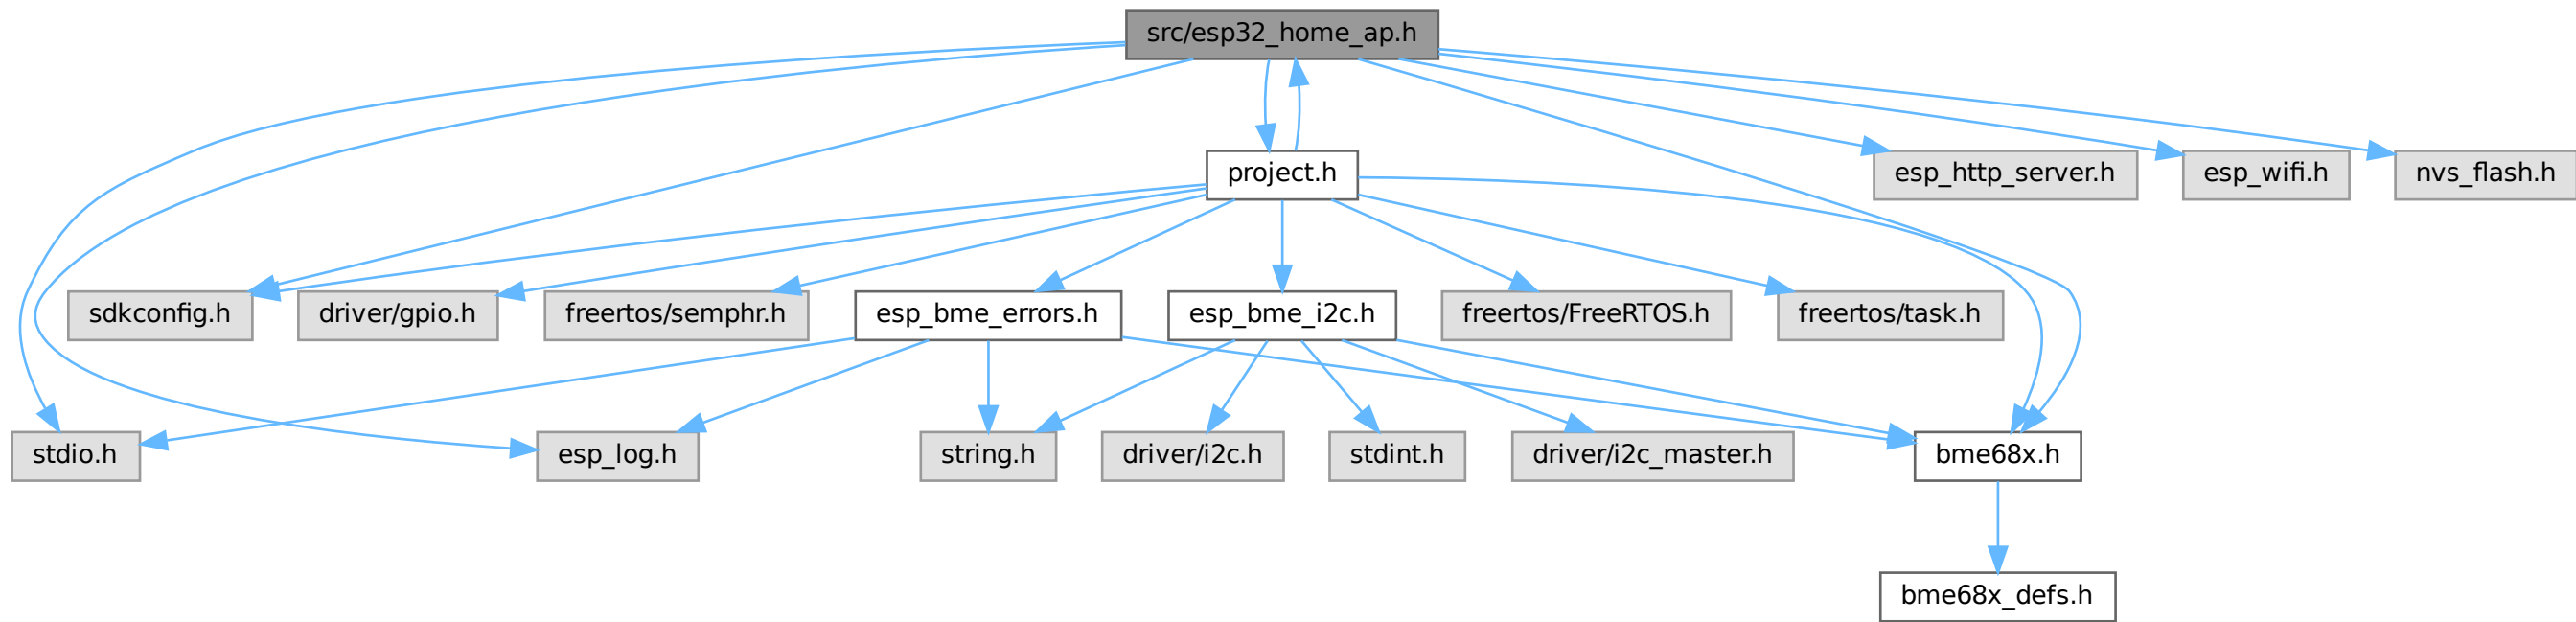 src/esp32_home_ap.h
project.h
esp_http_server.h
esp_wifi.h
nvs_flash.h
sdkconfig.h
driver/gpio.h
freertos/semphr.h
esp_bme_errors.h
esp_bme_i2c.h
freertos/FreeRTOS.h
freertos/task.h
stdio.h
esp_log.h
string.h
driver/i2c.h
stdint.h
driver/i2c_master.h
bme68x.h
bme68x_defs.h